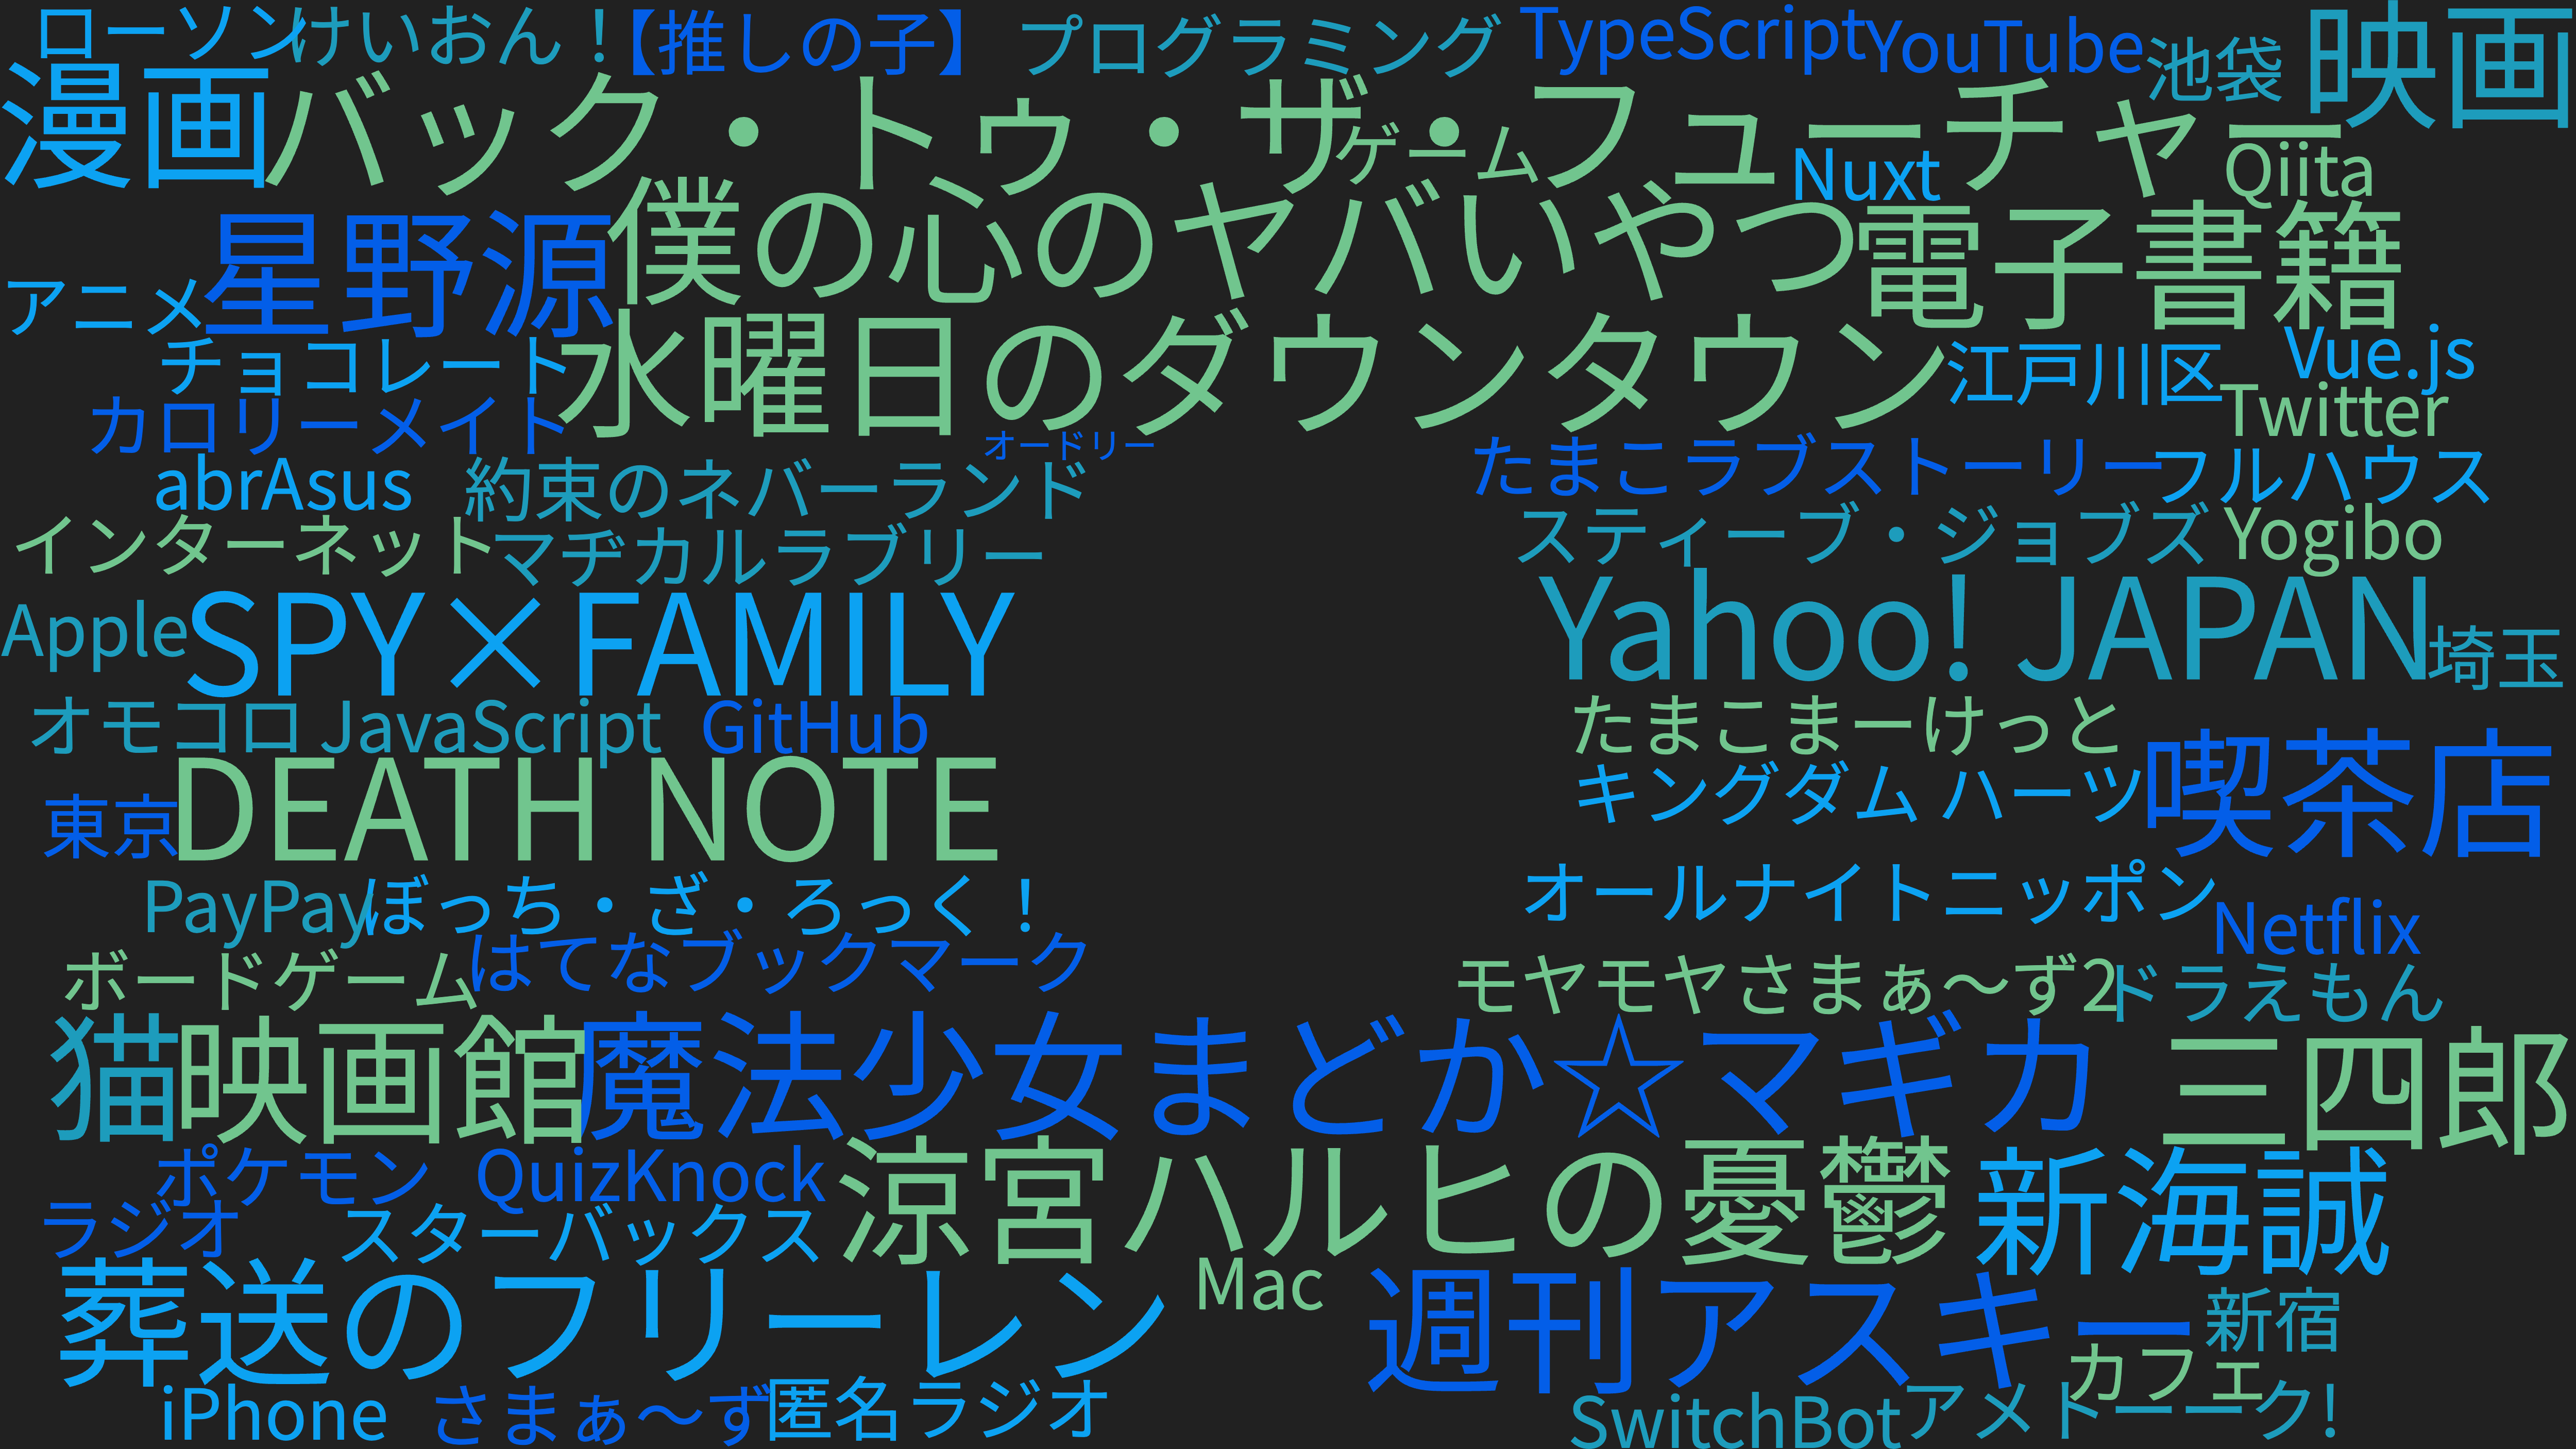 ローソン
けいおん！
【推しの子】
プログラミング
TypeScript
YouTube
池袋
映画
漫画
バック・トゥ・ザ・フューチャー
ゲーム
Nuxt
Qiita
星野源
僕の心のヤバいやつ
電子書籍
アニメ
水曜日のダウンタウン
チョコレート
江戸川区
Vue.js
カロリーメイト
オードリー
Twitter
abrAsus
約束のネバーランド
たまこラブストーリー
フルハウス
インターネット
マヂカルラブリー
スティーブ・ジョブズ
Yogibo
Apple
SPY×FAMILY
Yahoo! JAPAN
埼玉
オモコロ
JavaScript
GitHub
たまこまーけっと
東京
DEATH NOTE
キングダム ハーツ
喫茶店
PayPay
ぼっち・ざ・ろっく！
オールナイトニッポン
Netflix
ボードゲーム
はてなブックマーク
モヤモヤさまぁ～ず2
ドラえもん
猫
映画館
魔法少女まどか☆マギカ
三四郎
ポケモン
QuizKnock
涼宮ハルヒの憂鬱
新海誠
ラジオ
スターバックス
葬送のフリーレン
Mac
週刊アスキー
新宿
カフェ
iPhone
さまぁ～ず
匿名ラジオ
SwitchBot
アメトーーク!